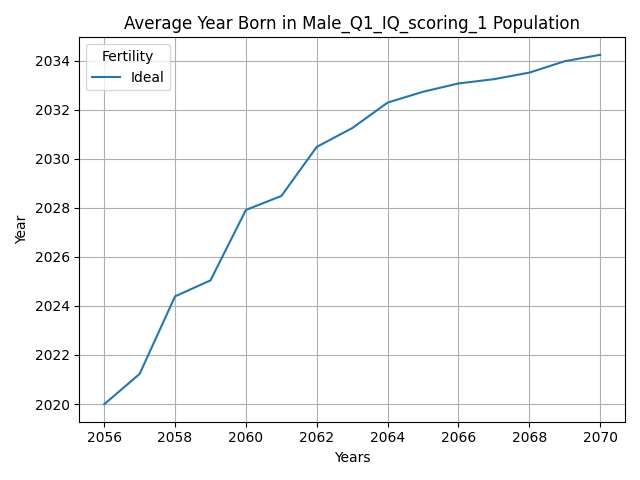 Average Year Born in Male_Q1_IQ_scoring_1 Population
Fertility
Ideal
Year
2034
2032
2030
2028
2026
2024
2022
2020
2056 2058 2060 2062 2064 2066 2068 2070
Years